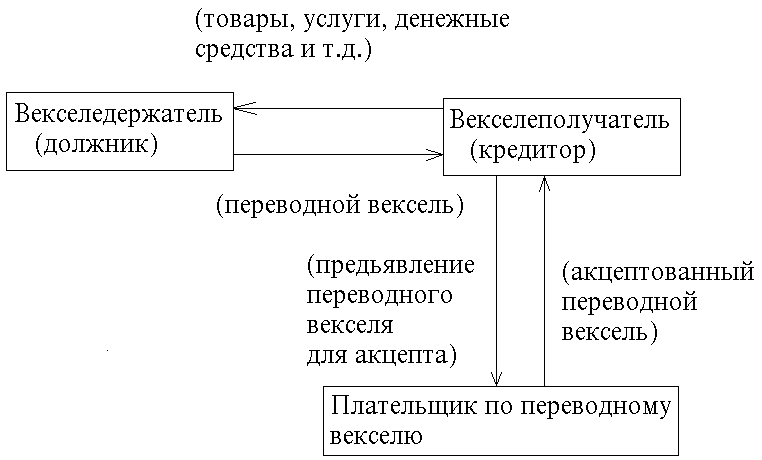 (товары, услуги, денежные
средства и т.д.)
Векселедержатель
(должник)
Векселеполучатель
(кредитор)
(переводной вексель)
(предьявление
переводного
векселя
для акцепта)
(акцептованный
переводной
вексель)
Плательщик по переводному
векселю